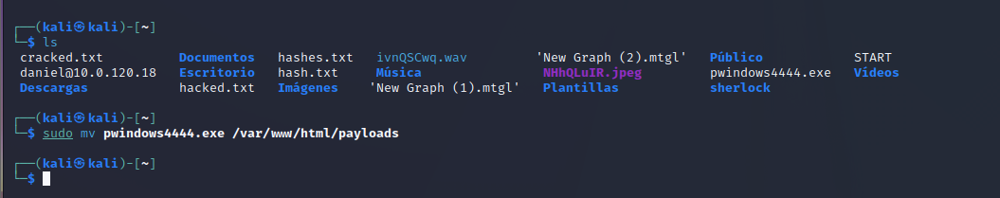 ┌──(kali㉿kali)-[~]
└─$ ls
cracked.txt Documentos hashes.txt ivnQSCwq.wav 'New Graph (2).mtgl' Público START
daniel@10.0.120.18 Escritorio hash.txt Música NHhQLuIR.jpeg pwindows4444.exe Vídeos
Descargas hacked.txt Imágenes 'New Graph (1).mtgl' Plantillas sherlock
┌──(kali㉿kali)-[~]
└─$ sudo mv pwindows4444.exe /var/www/html/payloads
┌──(kali㉿kali)-[~]
└─$